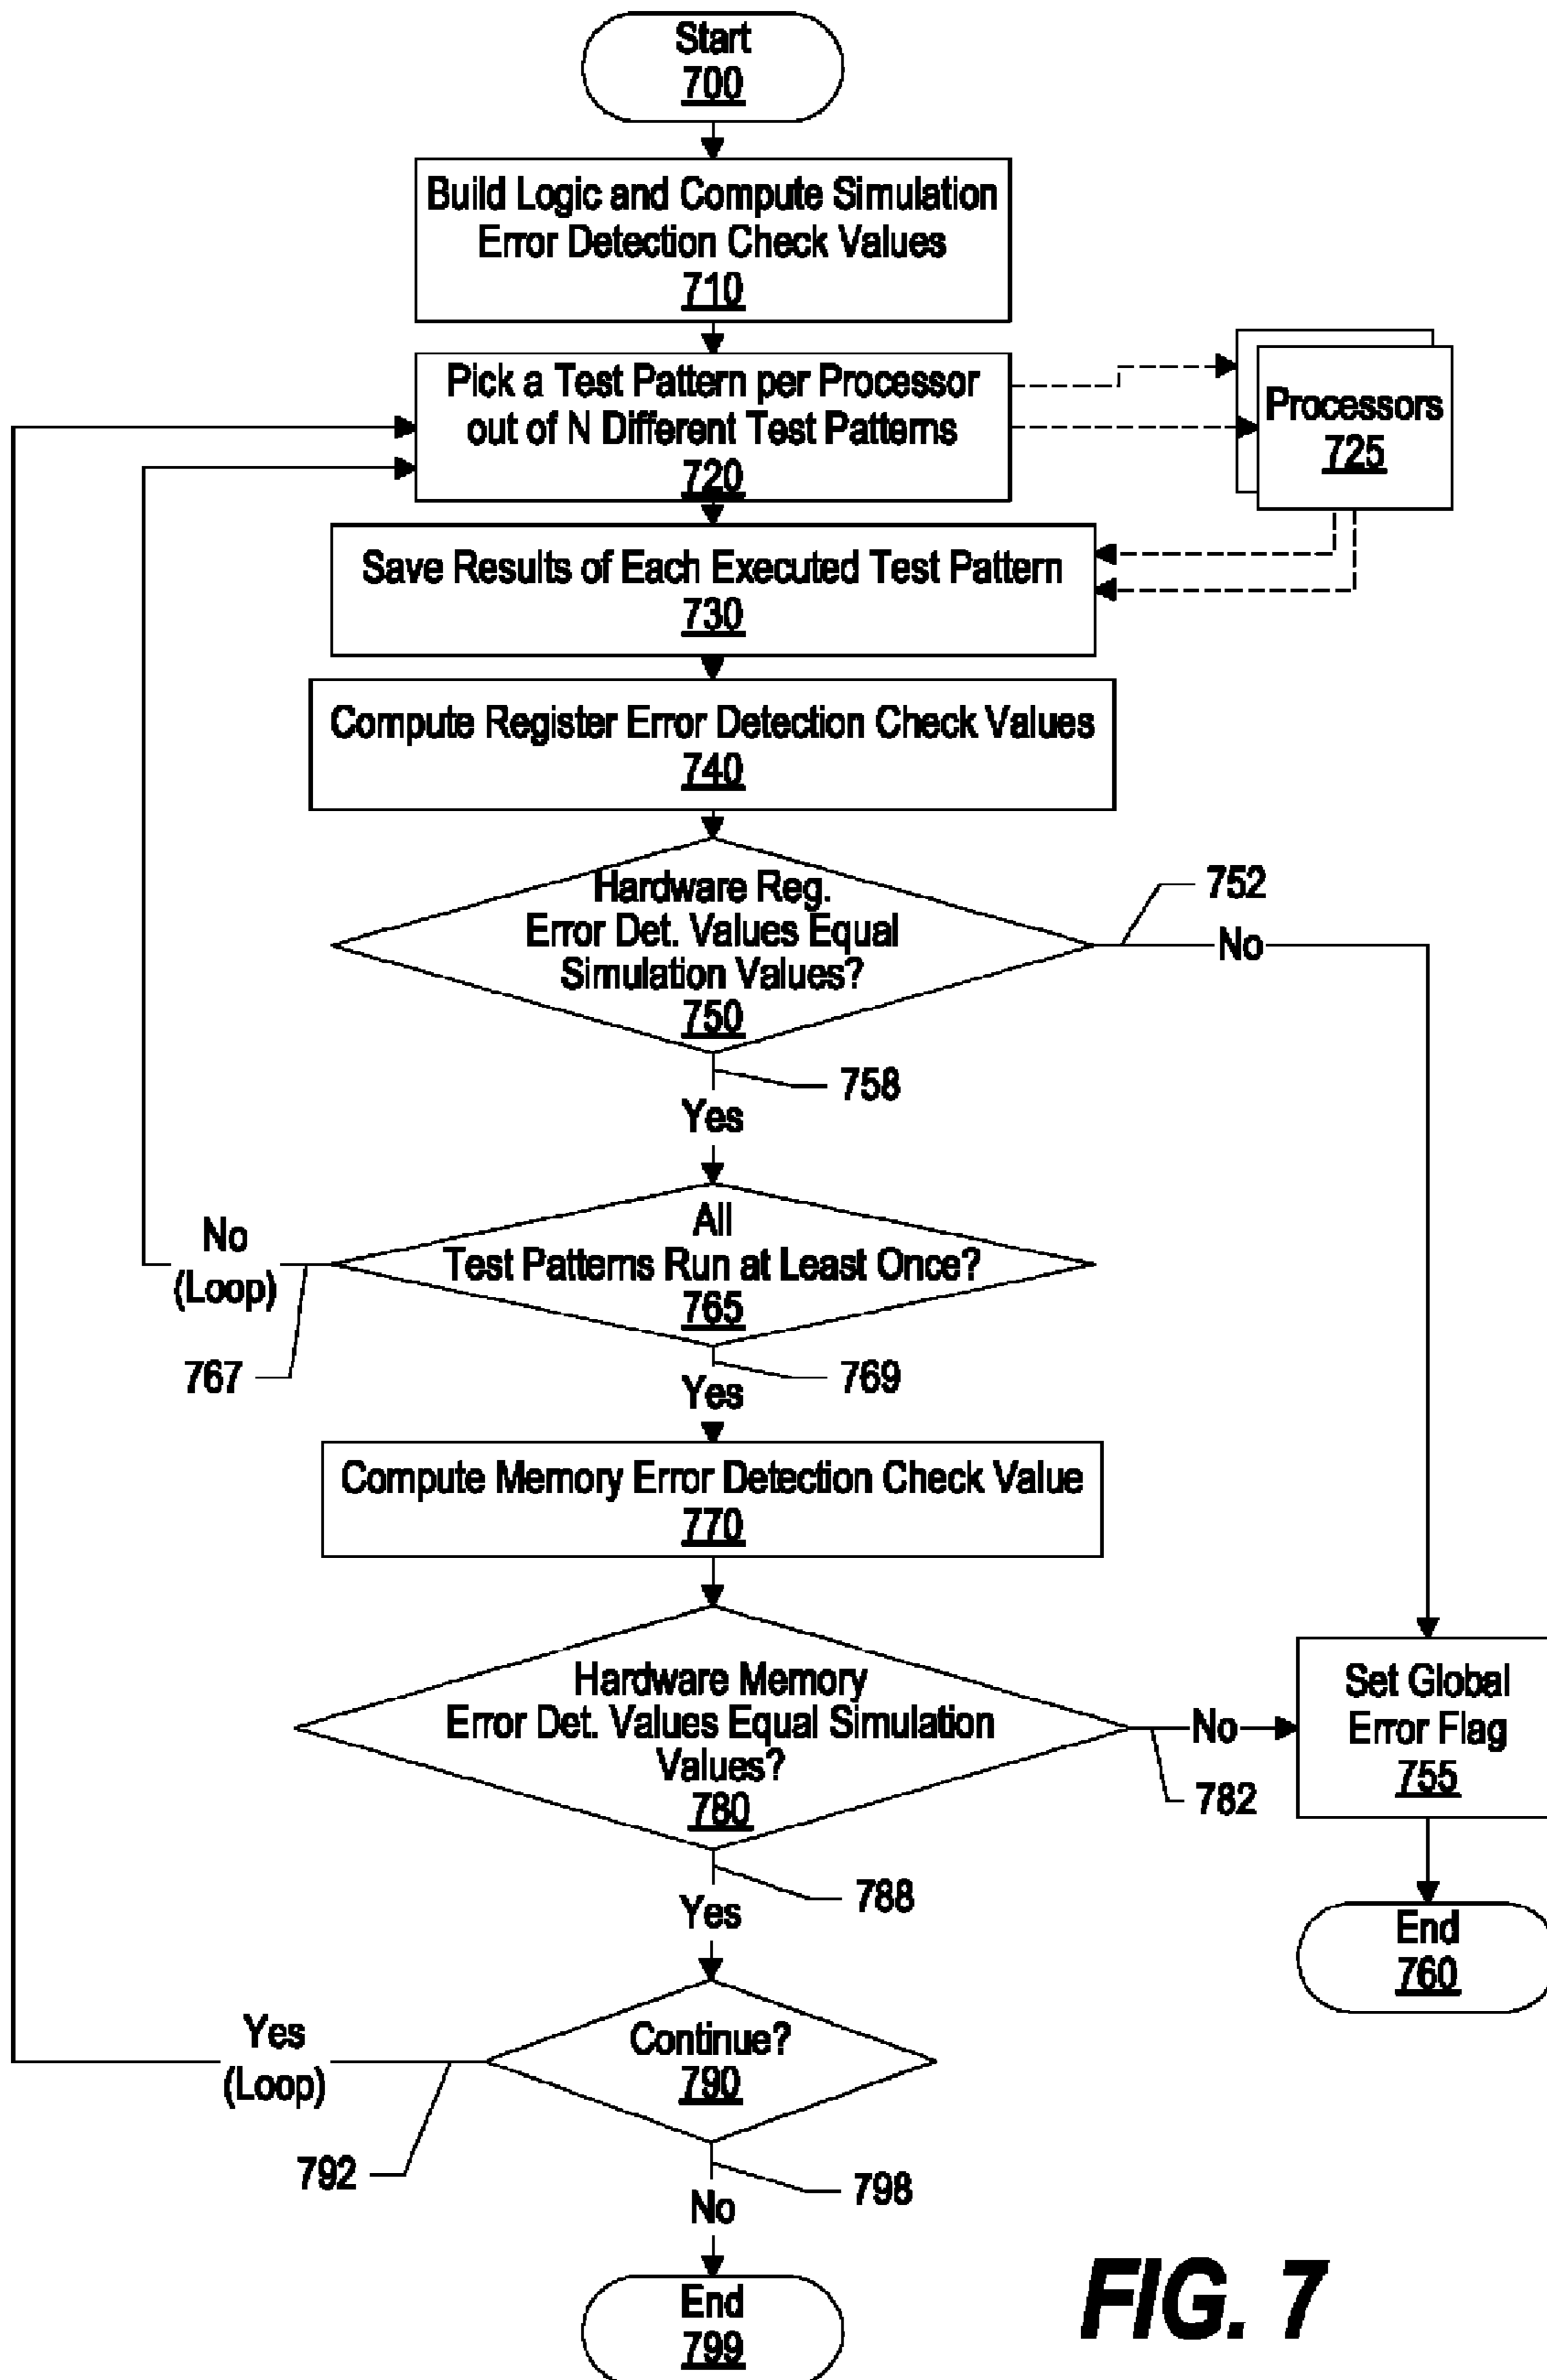 Start
700
Build Logic and Compute Simulation
Error Detection Check Values
710
Pick a Test Pattern per Processor
out of N Different Test Patterns
720
Processors
725
Save Results of Each Executed Test Pattern
730
Compute Register Error Detection Check Values
740
Hardware Reg.
Error Det. Values Equal
Simulation Values?
750
752
No
758
Yes
All
Test Patterns Run at Least Once?
765
No
(Loop)
767
769
Yes
Compute Memory Error Detection Check Value
770
Hardware Memory
Error Det. Values Equal Simulation
Values?
780
No
782
Set Global
Error Flag
755
End
760
788
Yes
Continue?
790
Yes
(Loop)
792
798
No
End
799
FIG. 7